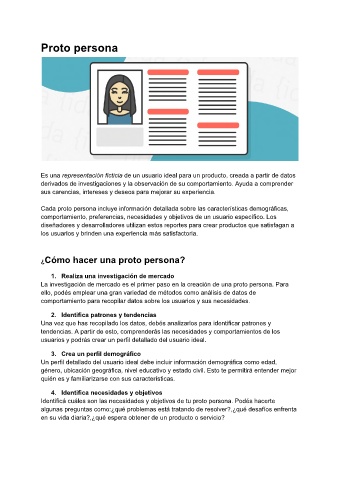 Proto persona
Es una representación ficticia de un usuario ideal para un producto, creada a partir de datos
derivados de investigaciones y la observación de su comportamiento. Ayuda a comprender
sus carencias, intereses y deseos para mejorar su experiencia.
Cada proto persona incluye información detallada sobre las características demográficas,
comportamiento, preferencias, necesidades y objetivos de un usuario específico. Los
diseñadores y desarrolladores utilizan estos reportes para crear productos que satisfagan a
los usuarios y brinden una experiencia más satisfactoria.
¿Cómo hacer una proto persona?
1. Realiza una investigación de mercado
La investigación de mercado es el primer paso en la creación de una proto persona. Para
ello, podés emplear una gran variedad de métodos como análisis de datos de
comportamiento para recopilar datos sobre los usuarios y sus necesidades.
2. Identifica patrones y tendencias
Una vez que has recopilado los datos, debés analizarlos para identificar patrones y
tendencias. A partir de esto, comprenderás las necesidades y comportamientos de los
usuarios y podrás crear un perfil detallado del usuario ideal.
3. Crea un perfil demográfico
Un perfil detallado del usuario ideal debe incluir información demográfica como edad,
género, ubicación geográfica, nivel educativo y estado civil. Esto te permitirá entender mejor
quién es y familiarizarse con sus características.
4. Identifica necesidades y objetivos
Identificá cuáles son las necesidades y objetivos de tu proto persona. Podés hacerte
algunas preguntas como:¿qué problemas está tratando de resolver?,¿qué desafíos enfrenta
en su vida diaria?,¿qué espera obtener de un producto o servicio?